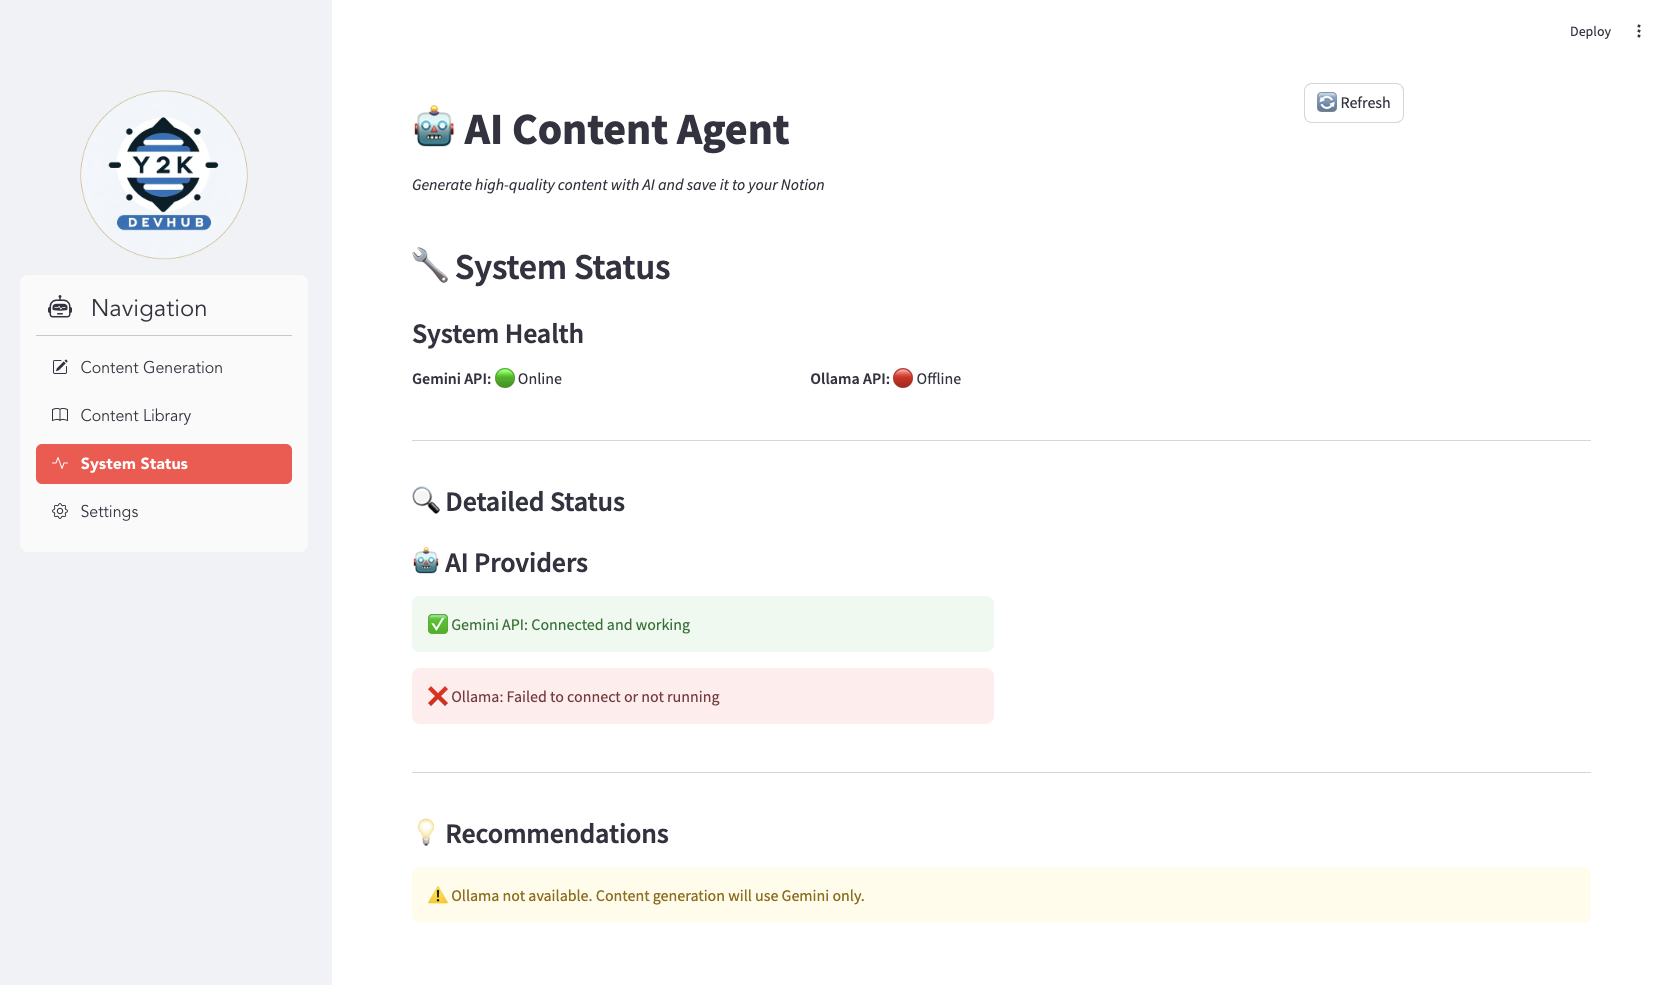 Deploy
Y2K
DEVHUB
Navigation
Content Generation
Content Library
System Status
Settings
Refresh
AI Content Agent
Generate high-quality content with AI and save it to your Notion
System Status
System Health
Gemini API: Online
Ollama API: Offline
Detailed Status
AI Providers
Gemini API: Connected and working
Ollama: Failed to connect or not running
Recommendations
Ollama not available. Content generation will use Gemini only.